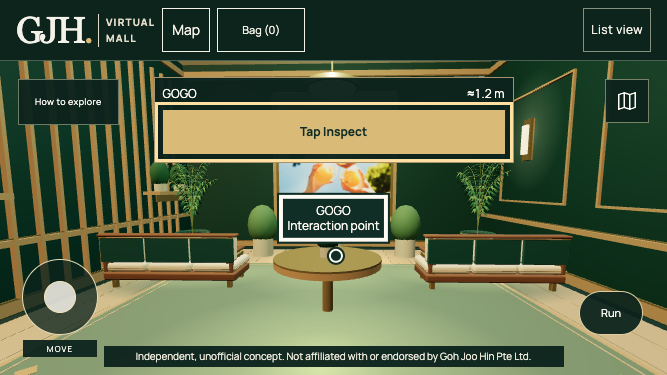 GJH.
VIRTUAL
MALL
Map
Bag (0)
List view
How to explore
GOGO
≈1.2 m
Tap Inspect
GOGO
Interaction point
Run
MOVE
Independent, unofficial concept. Not affiliated with or endorsed by Goh Joo Hin Pte Ltd.